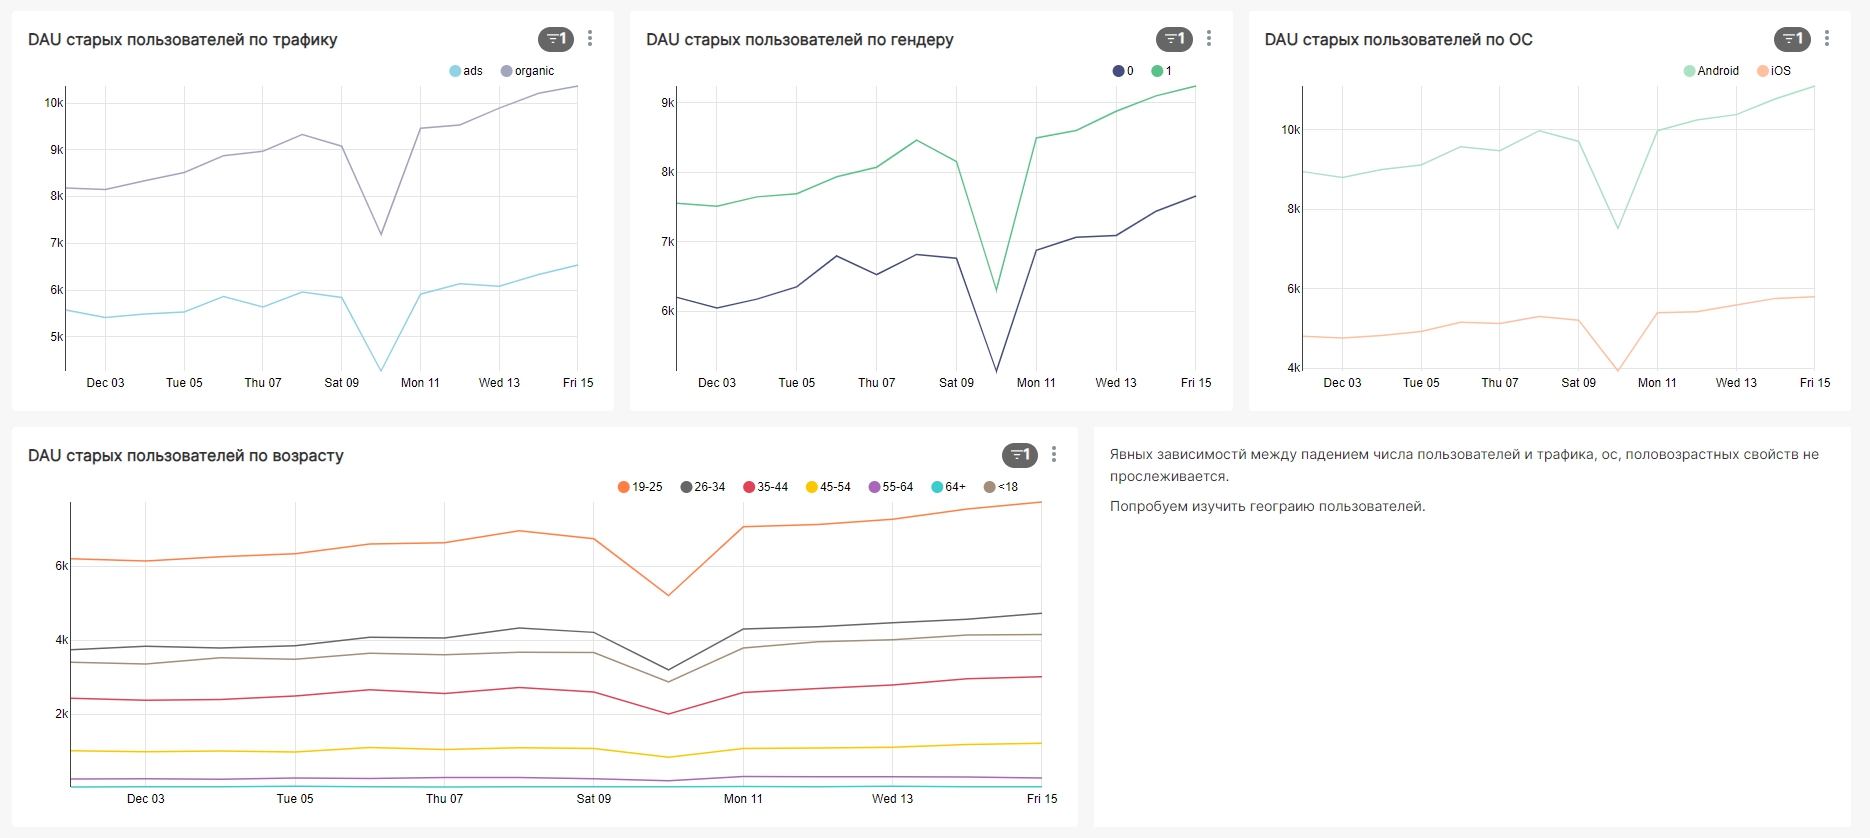 DAU старых пользователей по трафику
1
ads organic
10k
9k
8k
7k
6k
5k
Dec 03 Tue 05 Thu 07 Sat 09 Mon 11 Wed 13 Fri 15
DAU старых пользователей по гендеру
1
0 1
9k
8k
7k
6k
Dec 03 Tue 05 Thu 07 Sat 09 Mon 11 Wed 13 Fri 15
DAU старых пользователей по ОС
1
Android iOS
10k
8k
6k
4k
Dec 03 Tue 05 Thu 07 Sat 09 Mon 11 Wed 13 Fri 15
DAU старых пользователей по возрасту
1
19-25 26-34 35-44 45-54 55-64 64+ <18
6k
4k
2k
Dec 03 Tue 05 Thu 07 Sat 09 Mon 11 Wed 13 Fri 15
Явных зависимостй между падением числа пользователей и трафика, ос, половозрастных свойств не
прослеживается.
Попробуем изучить геограию пользователей.